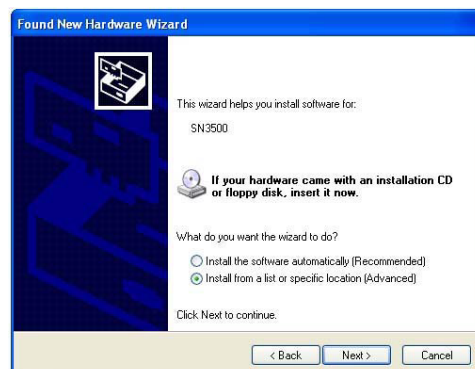 Found New Hardware Wizard
This wizard helps you install software for:
SN3500
If your hardware came with an installation CD
or floppy disk, insert it now.
What do you want the wizard to do?
Install the software automatically (Recommended)
Install from a list or specific location (Advanced)
Click Next to continue.
< Back Next > Cancel